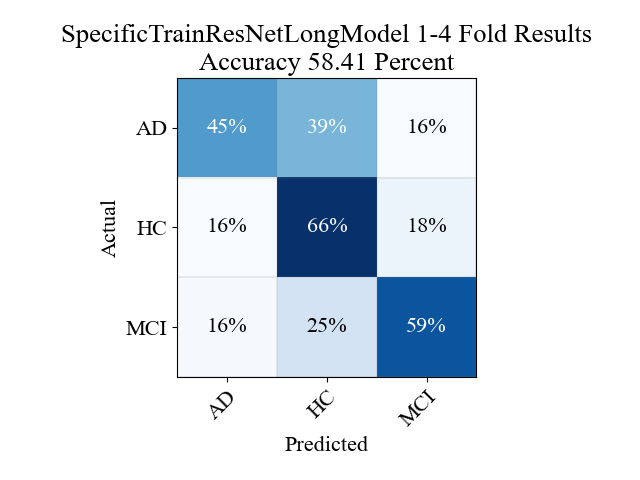 SpecificTrainResNetLongModel 1-4 Fold Results
Accuracy 58.41 Percent
AD 45% 39% 16%
Actual
HC 16% 66% 18%
MCI 16% 25% 59%
AD HC MCI
Predicted